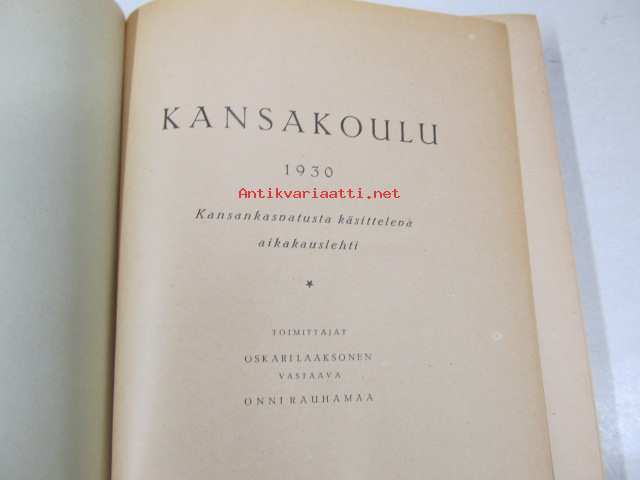 KANSAKOULU
1930
Antikvariaatti.net
Kansankasvatusta käsittelevä
aikakauslehti
TOIMITTAJAT
OSKARI LAAKSONEN
VASTAAVA
ONNI RAUHAMAA